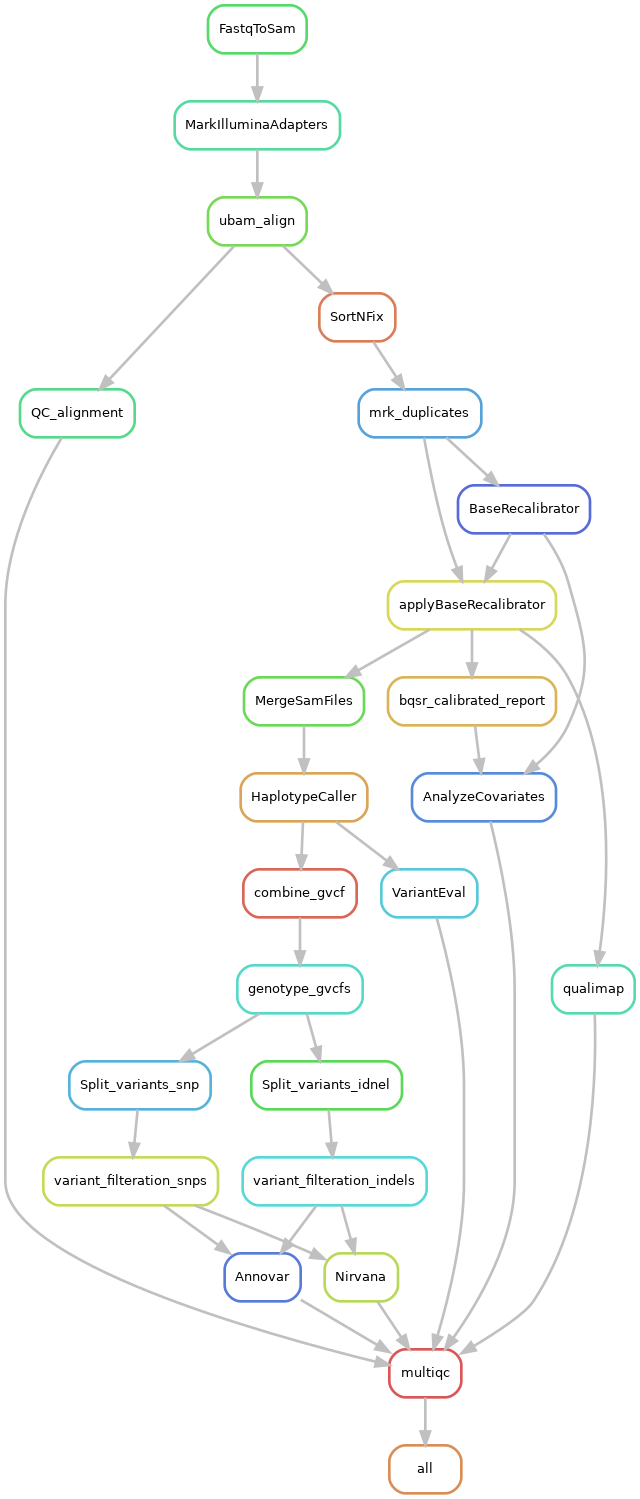 FastqToSam
MarkIlluminaAdapters
ubam_align
SortNFix
QC_alignment
mrk_duplicates
BaseRecalibrator
applyBaseRecalibrator
MergeSamFiles
bqsr_calibrated_report
HaplotypeCaller
AnalyzeCovariates
combine_gvcf
VariantEval
genotype_gvcfs
qualimap
Split_variants_snp
Split_variants_idnel
variant_filteration_snps
variant_filteration_indels
Annovar
Nirvana
multiqc
all